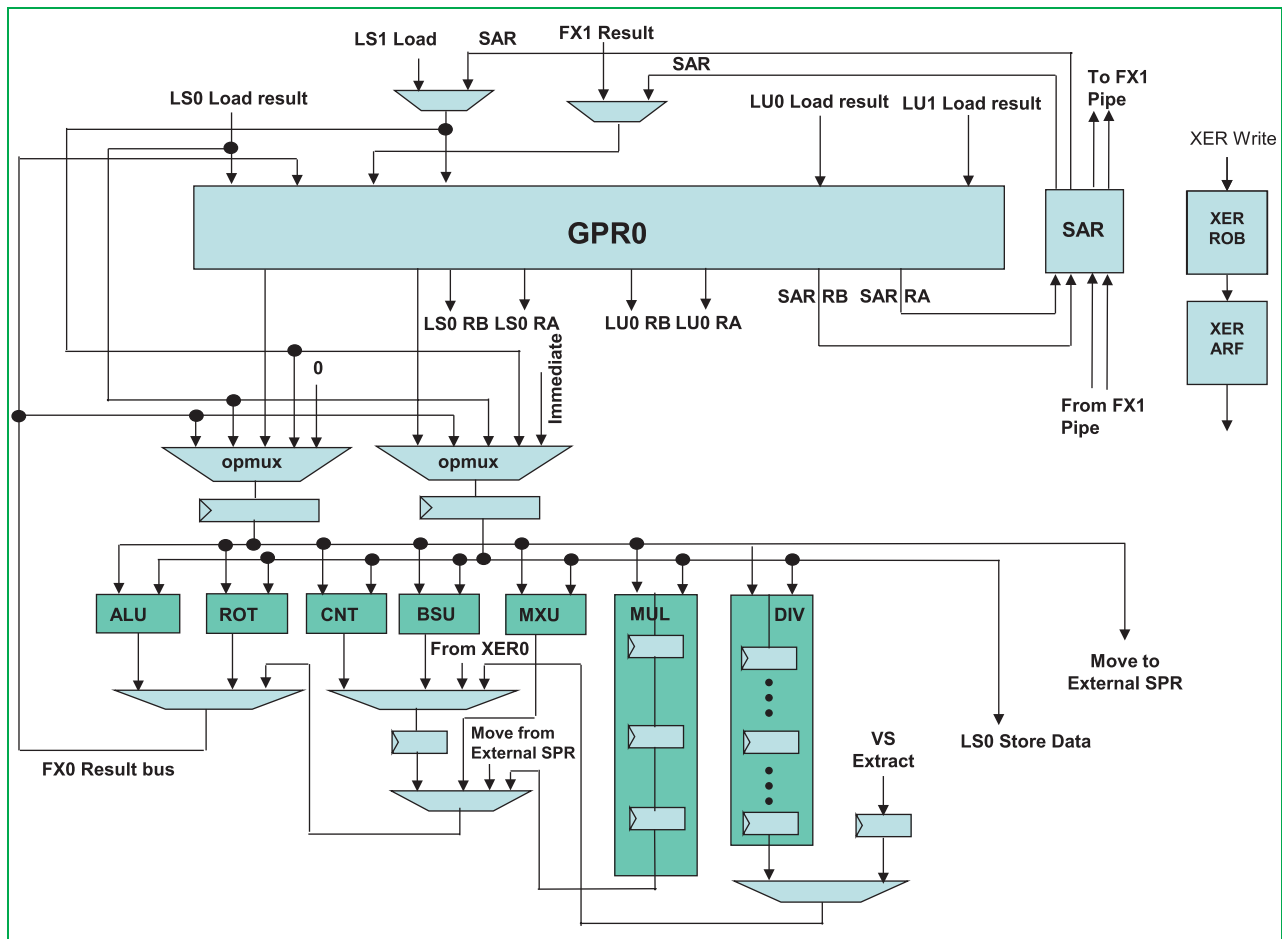 LS1 Load
SAR
FX1 Result
SAR
To FX1
Pipe
LS0 Load result
LU0 Load result
LU1 Load result
XER Write
GPR0
SAR
XER
ROB
SAR RB
SAR RA
LS0 RB
LS0 RA
LU0 RB
LU0 RA
XER
ARF
0
Immediate
From FX1
Pipe
opmux
opmux
ALU
ROT
CNT
BSU
MXU
MUL
DIV
From XER0
Move to
External SPR
Move from
External SPR
VS
Extract
LS0 Store Data
FX0 Result bus